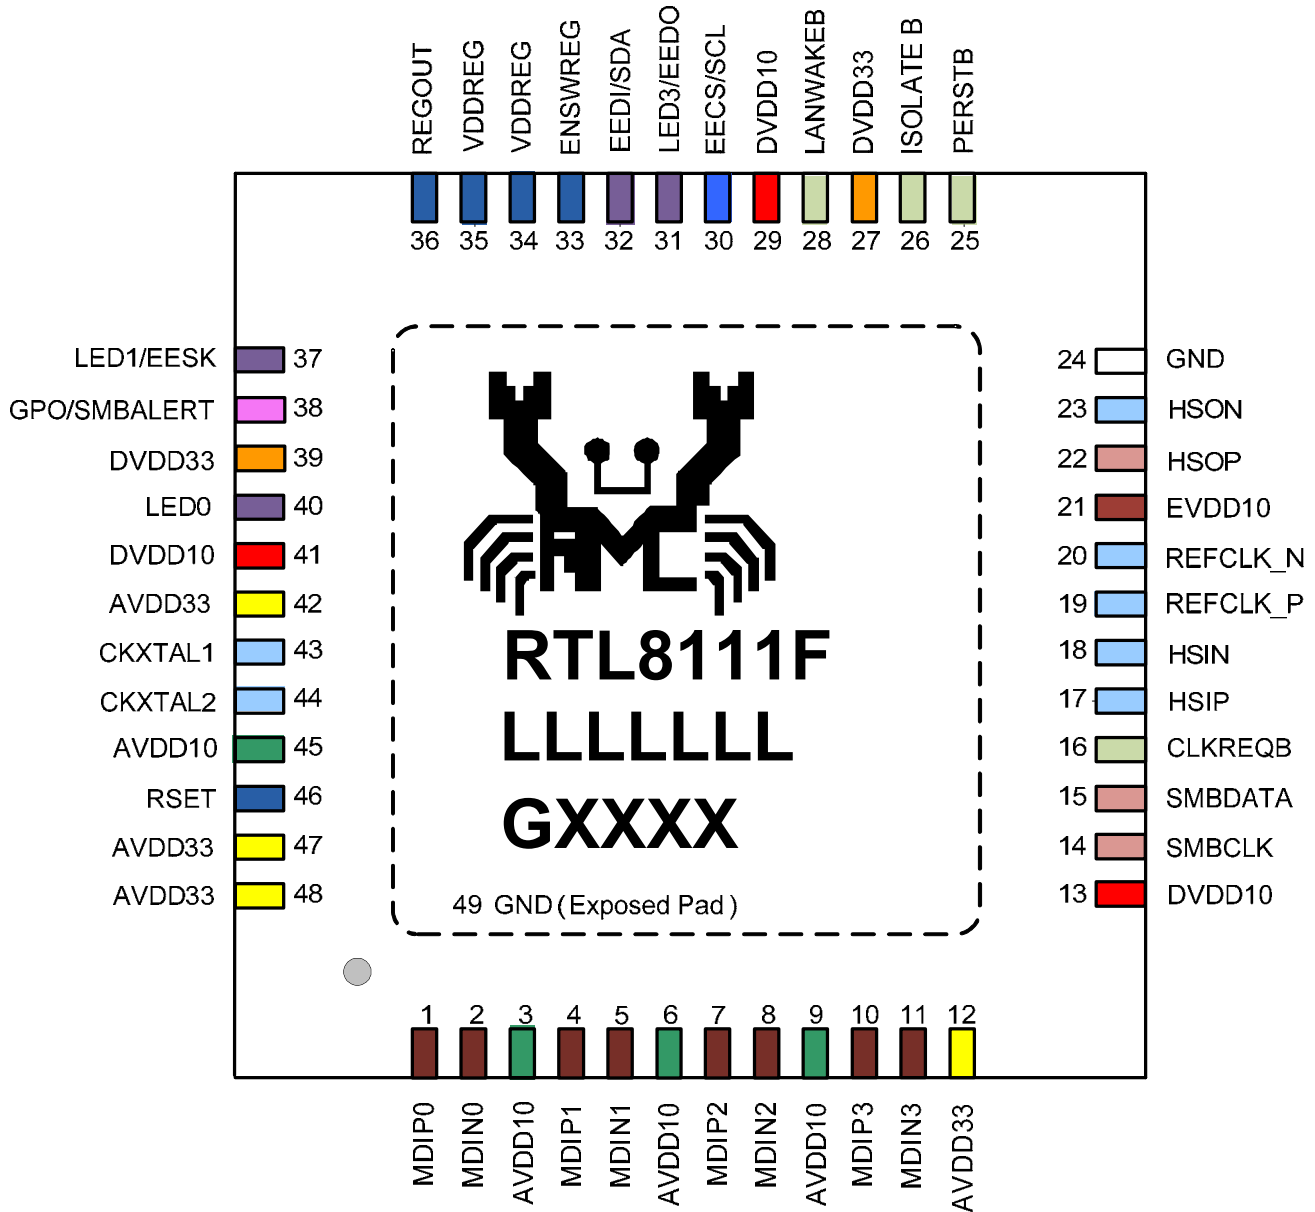 REGOUT
VDDREG
VDDREG
ENSWREG
EEDI/SDA
LED3/EEDO
EECS/SCL
DVDD10
LANWAKEB
DVDD33
ISOLATE B
PERSTB
36 35 34 33 32 31 30 29 28 27 26 25
LED1/EESK 37
GPO/SMBALERT 38
DVDD33 39
LED0 40
DVDD10 41
AVDD33 42
CKXTAL1 43
CKXTAL2 44
AVDD10 45
RSET 46
AVDD33 47
AVDD33 48
RTL8111F
LLLLLLL
GXXXX
49 GND (Exposed Pad)
24 GND
23 HSON
22 HSOP
21 EVDD10
20 REFCLK_N
19 REFCLK_P
18 HSIN
17 HSIP
16 CLKREQB
15 SMBDATA
14 SMBCLK
13 DVDD10
1 2 3 4 5 6 7 8 9 10 11 12
MDIP0
MDIN0
AVDD10
MDIP1
MDIN1
AVDD10
MDIP2
MDIN2
AVDD10
MDIP3
MDIN3
AVDD33